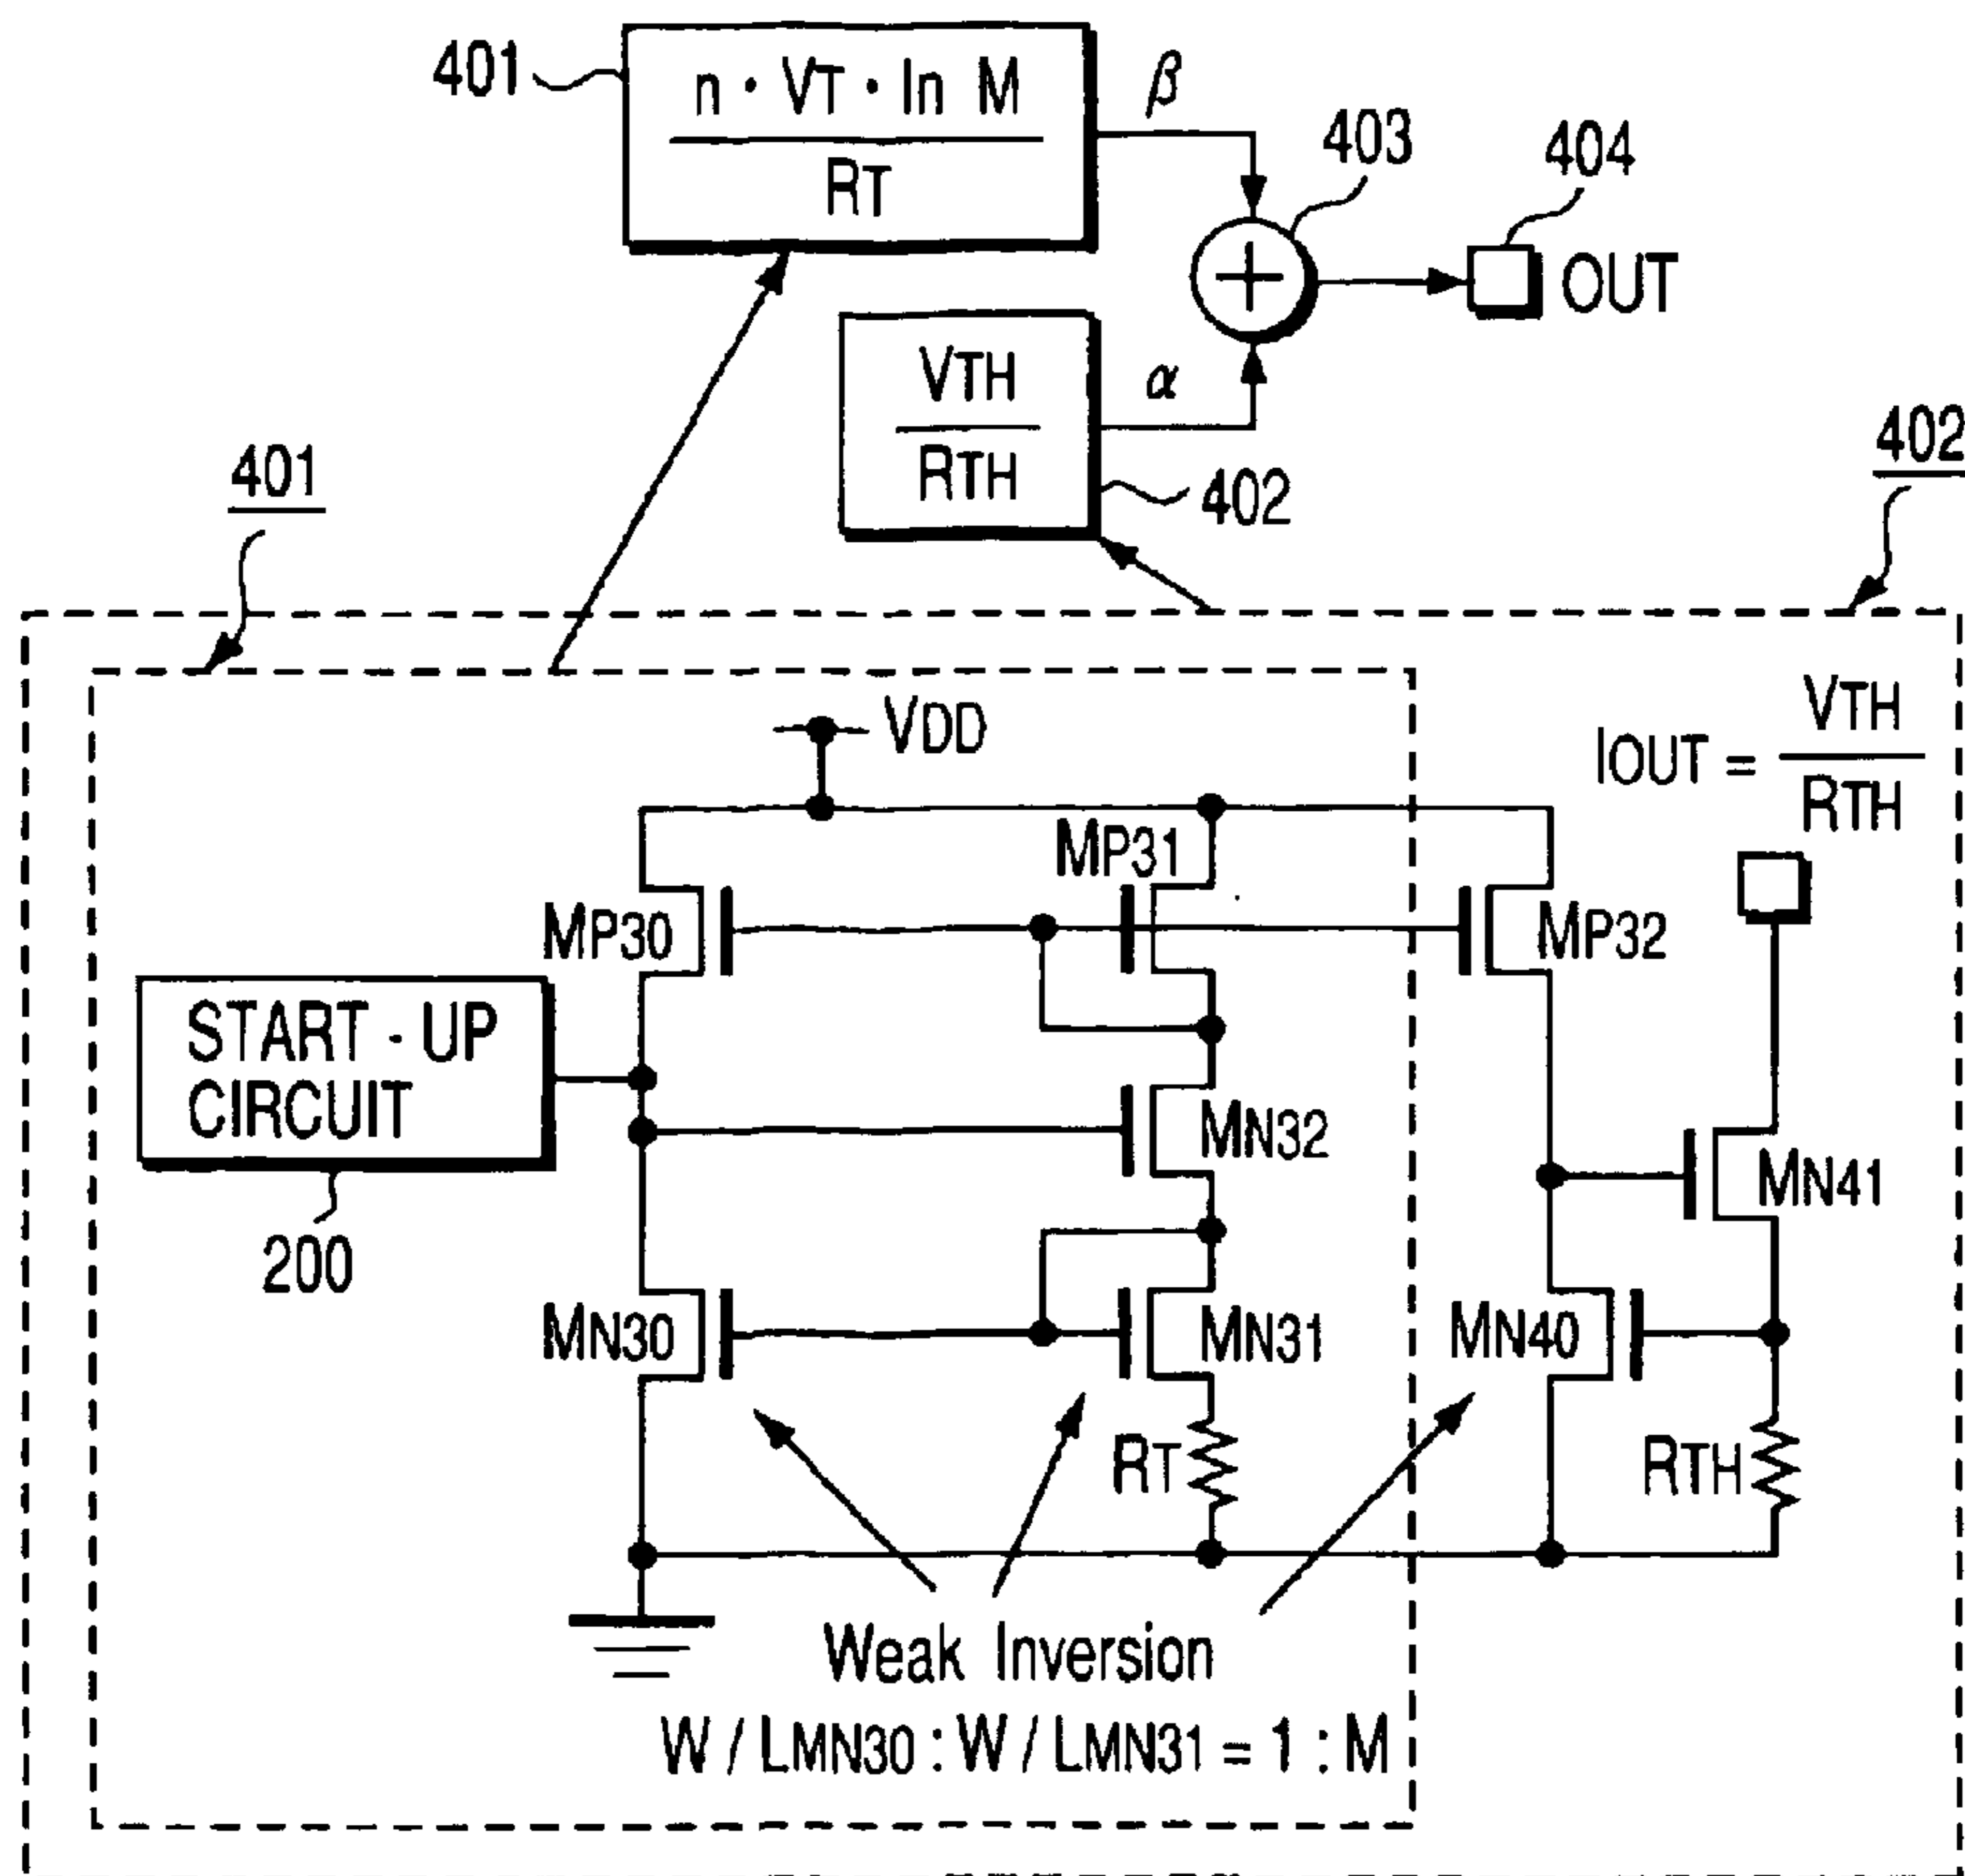 401
n · VT · ln M
RT
β
403
404
OUT
VTH
RTH
α
402
401
402
VDD
IOUT = VTH
RTH
MP31
MP30
MP32
START · UP
CIRCUIT
200
MN32
MN41
MN30
MN31
MN40
RT
RTH
Weak Inversion
W / LMN30 : W / LMN31 = 1 : M